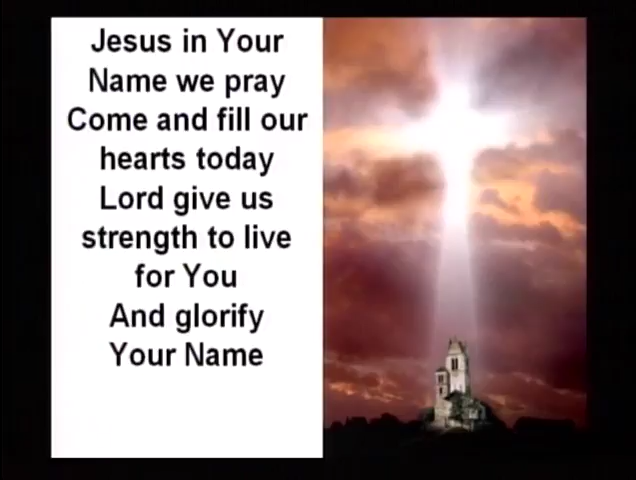 Jesus in Your
Name we pray
Come and fill our
hearts today
Lord give us
strength to live
for You
And glorify
Your Name